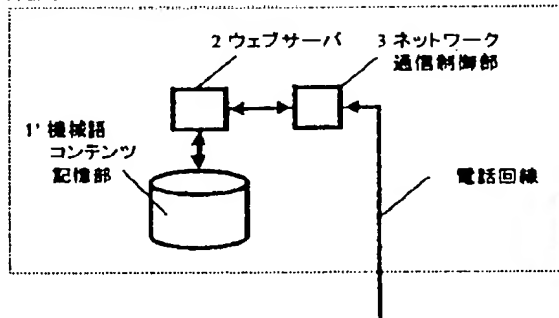 2 ウェブサーバ
3 ネットワーク
通信制御部
1' 機械語
コンテンツ
記憶部
電話回線